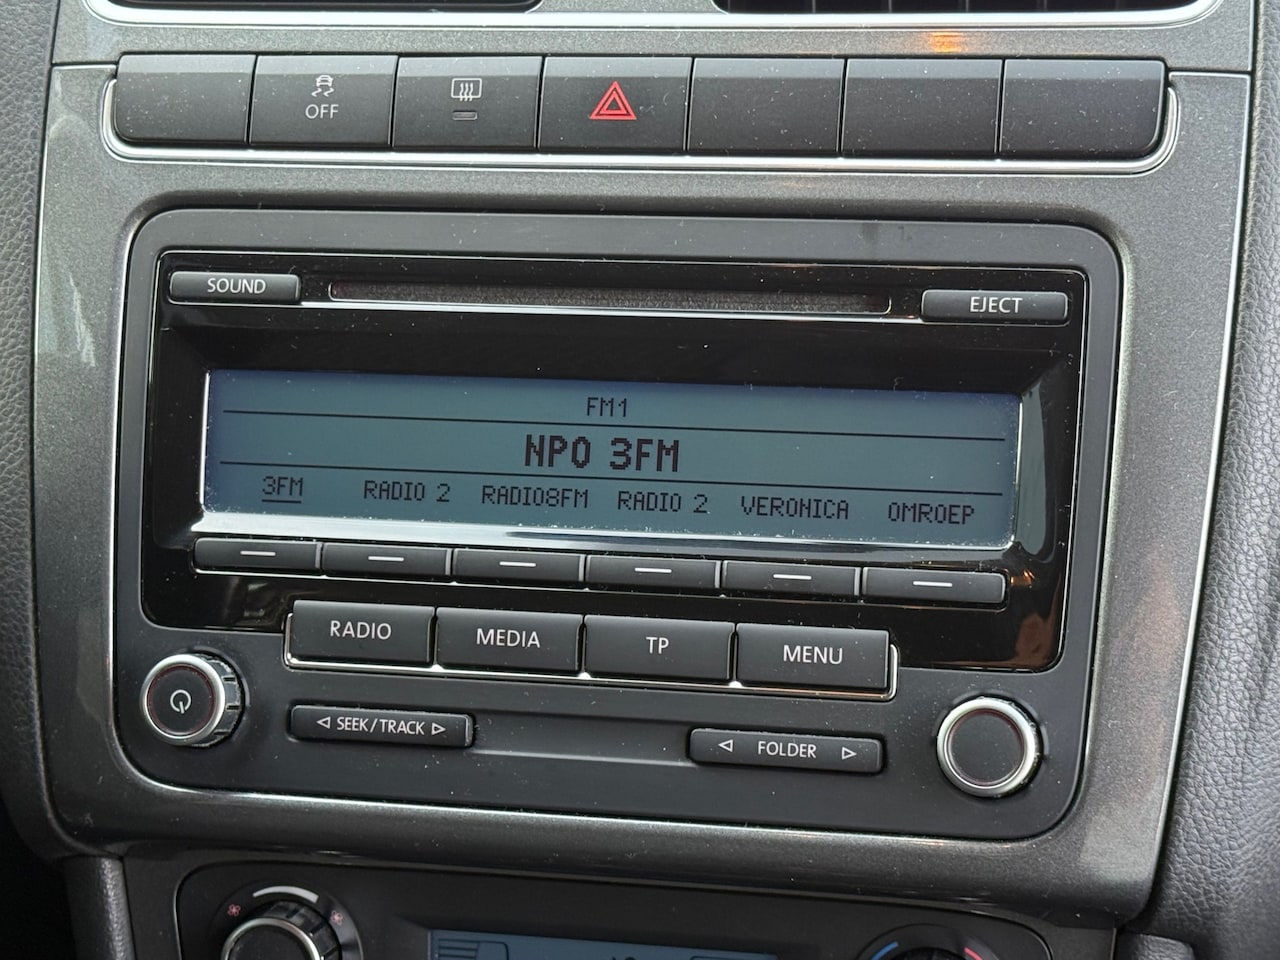 OFF
SOUND
EJECT
FM1
NPO 3FM
3FM RADIO 2 RADIO8FM RADIO 2 VERONICA OMROEP
RADIO MEDIA TP MENU
SEEK/TRACK
FOLDER